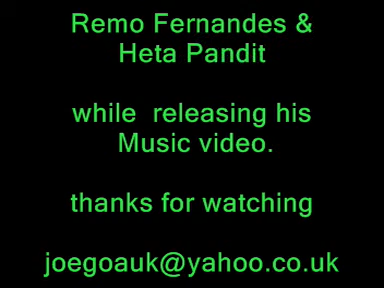 Remo Fernandes &
Heta Pandit
while  releasing his
Music video.
thanks for watching
joegoauk@yahoo.co.uk